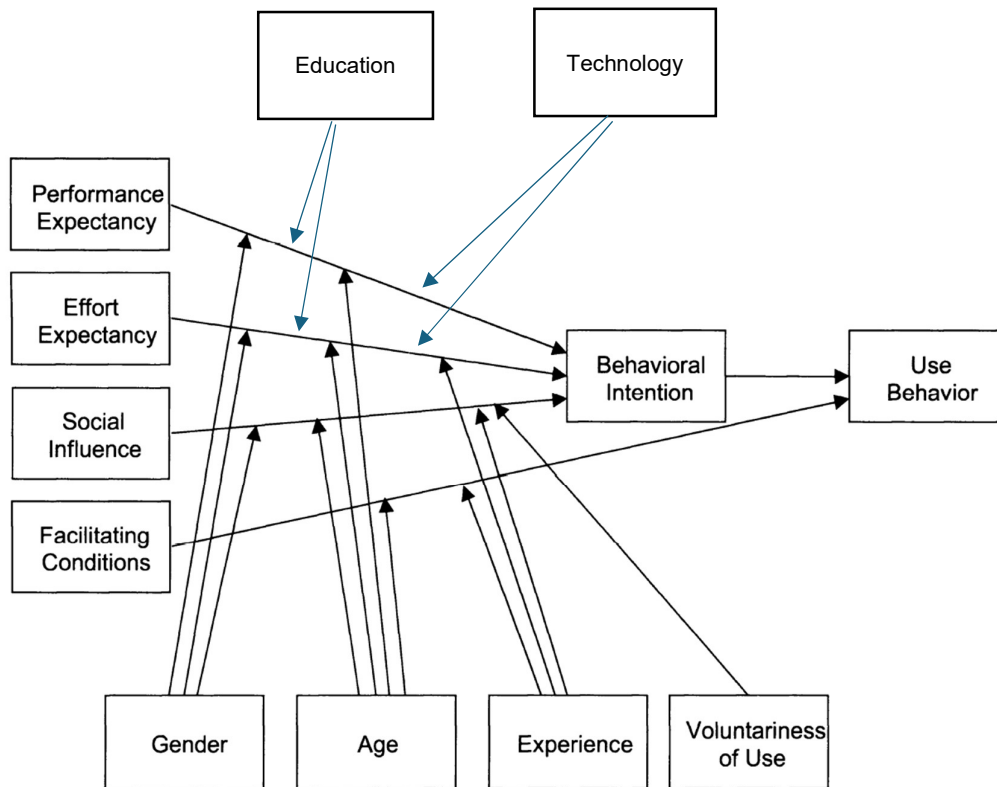 Education
Technology
Performance
Expectancy
Effort
Expectancy
Social
Influence
Facilitating
Conditions
Behavioral
Intention
Use
Behavior
Gender
Age
Experience
Voluntariness
of Use